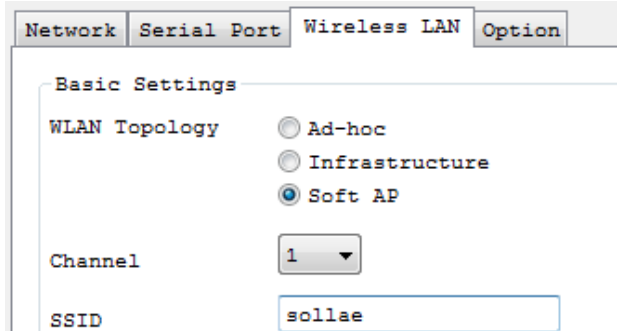 Network Serial Port Wireless LAN Option
Basic Settings
WLAN Topology Ad-hoc
Infrastructure
Soft AP
Channel 1
SSID sollae